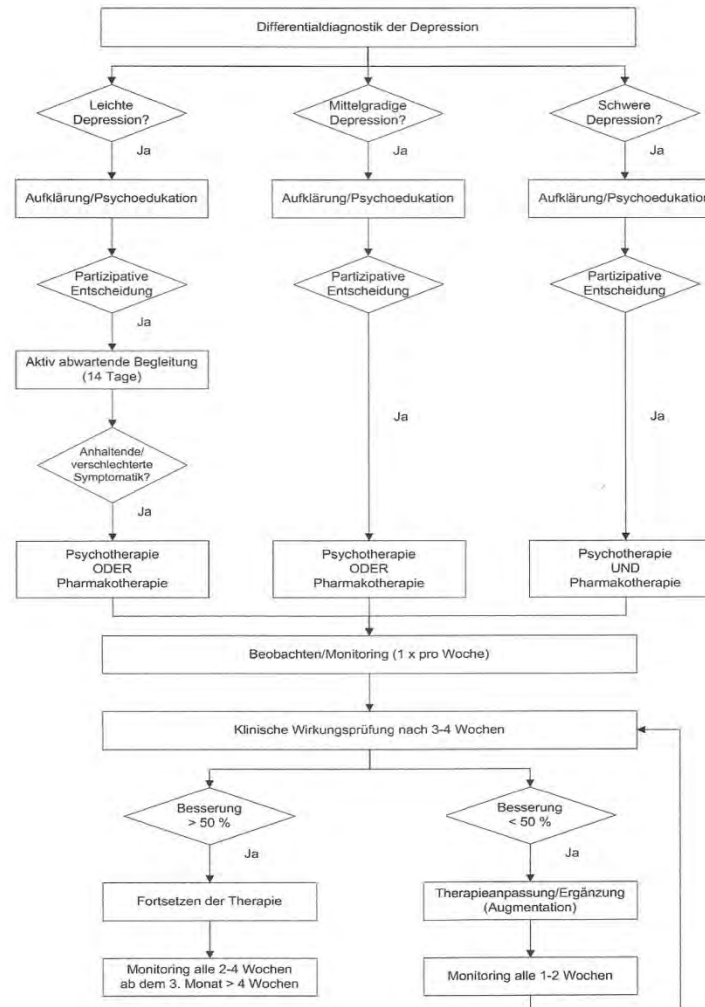 Differentialdiagnostik der Depression
Leichte
Depression?
Mittelgradige
Depression?
Schwere
Depression?
Ja
Ja
Ja
Aufklärung/Psychoedukation
Aufklärung/Psychoedukation
Aufklärung/Psychoedukation
Partizipative
Entscheidung
Partizipative
Entscheidung
Partizipative
Entscheidung
Ja
Aktiv abwartende Begleitung
(14 Tage)
Ja
Ja
Anhaltende/
verschlechterte
Symptomatik?
Ja
Psychotherapie
ODER
Pharmakotherapie
Psychotherapie
ODER
Pharmakotherapie
Psychotherapie
UND
Pharmakotherapie
Beobachten/Monitoring (1 x pro Woche)
Klinische Wirkungsprüfung nach 3-4 Wochen
Besserung
> 50 %
Besserung
< 50 %
Ja
Ja
Fortsetzen der Therapie
Therapieanpassung/Ergänzung
(Augmentation)
Monitoring alle 2-4 Wochen
ab dem 3. Monat > 4 Wochen
Monitoring alle 1-2 Wochen